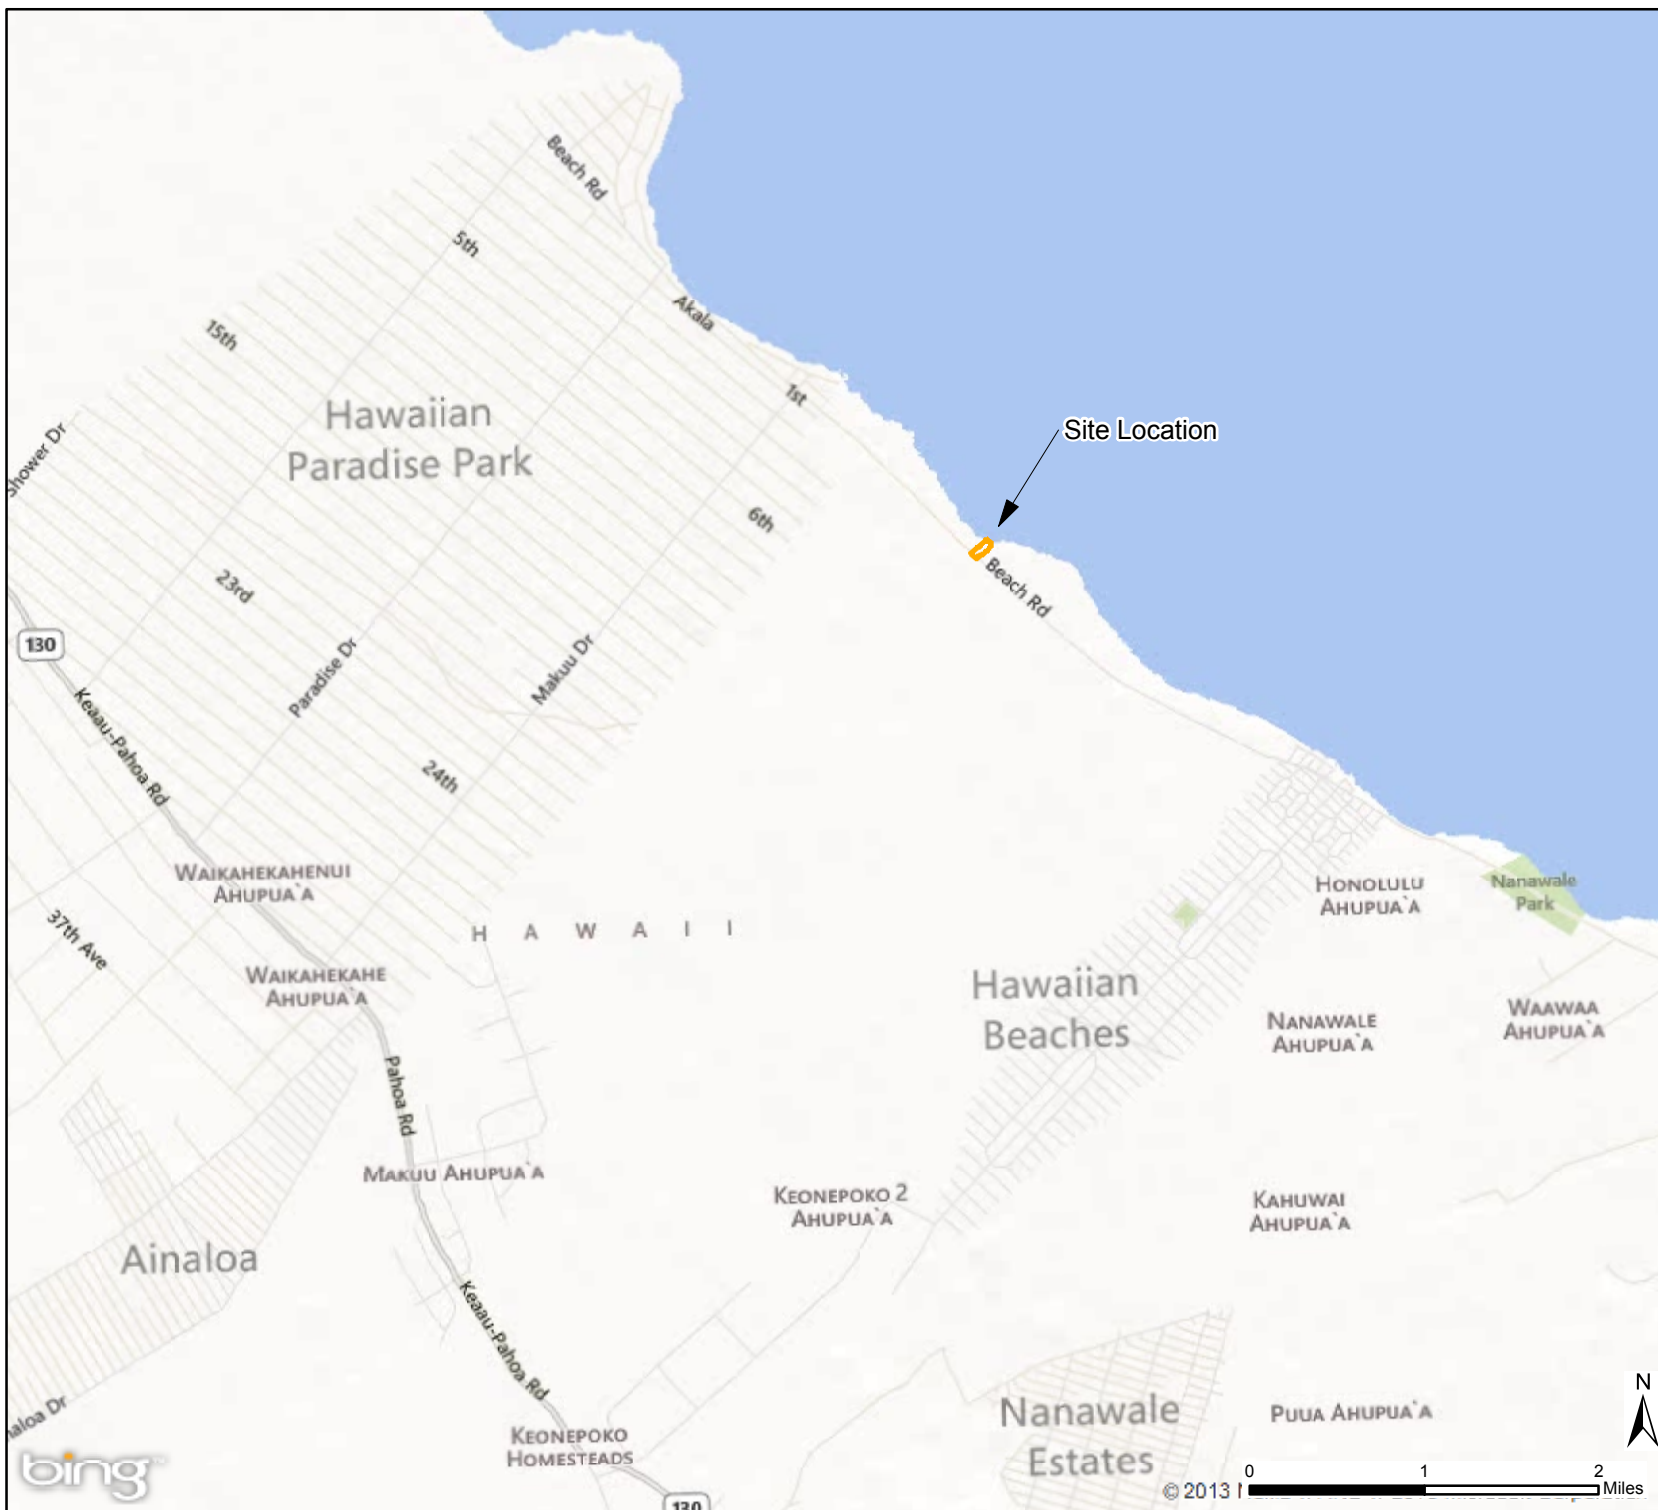 Beach Rd
5th
15th
Akala
1st
Hawaiian
Paradise Park
Shower Dr
Site Location
6th
Beach Rd
23rd
130
Paradise Dr
Makuu Dr
Keaau-Pahoa Rd
24th
WAIKAHEKAHENUI
AHUPUA`A
HONOLULU
AHUPUA`A
Nanawale
Park
37th Ave
HAWAII
WAIKAHEKAHE
AHUPUA`A
Hawaiian
Beaches
NANAWALE
AHUPUA`A
WAAWAA
AHUPUA`A
Pahoa Rd
MAKUU AHUPUA`A
KEONEPOKO 2
AHUPUA`A
KAHUWAI
AHUPUA`A
Ainaloa
Keaau-Pahoa Rd
Nanawale
Estates
PUUA AHUPUA`A
N
naloa Dr
KEONEPOKO
HOMESTEADS
bing
130
0 1 2
Miles
© 2013